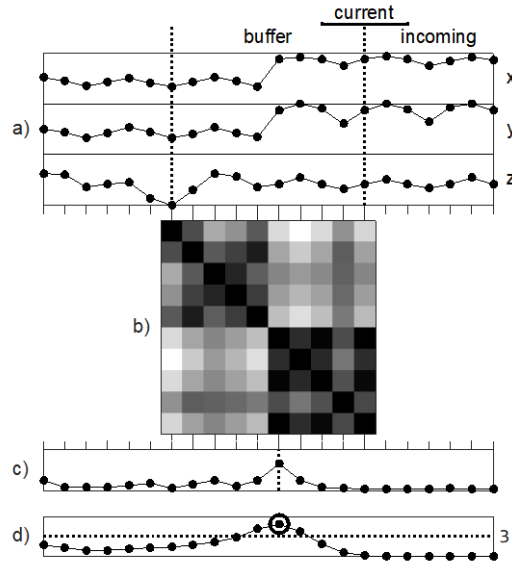 current
buffer
incoming
x
a)
y
z
b)
c)
d)
3